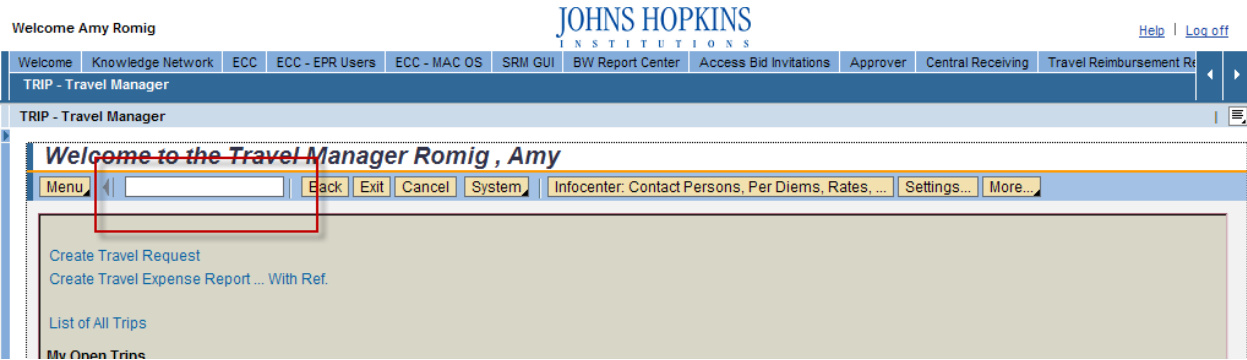 Welcome Amy Romig
JOHNS HOPKINS
INSTITUTIONS
Help | Log off
Welcome Knowledge Network ECC ECC - EPR Users ECC - MAC OS SRM GUI BW Report Center Access Bid Invitations Approver Central Receiving Travel Reimbursement Re
TRIP - Travel Manager
TRIP - Travel Manager
Welcome to the Travel Manager Romig , Amy
Menu Back Exit Cancel System Infocenter: Contact Persons, Per Diems, Rates, ... Settings... More...
Create Travel Request
Create Travel Expense Report ... With Ref.
List of All Trips
My Open Trips